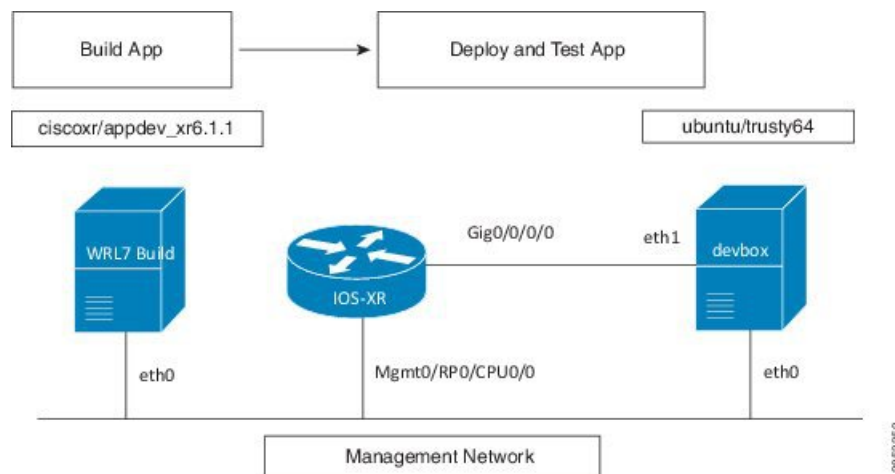 Build App
Deploy and Test App
ciscoxr/appdev_xr6.1.1
ubuntu/trusty64
Gig0/0/0/0
eth1
WRL7 Build
devbox
IOS-XR
eth0
Mgmt0/RP0/CPU0/0
eth0
Management Network